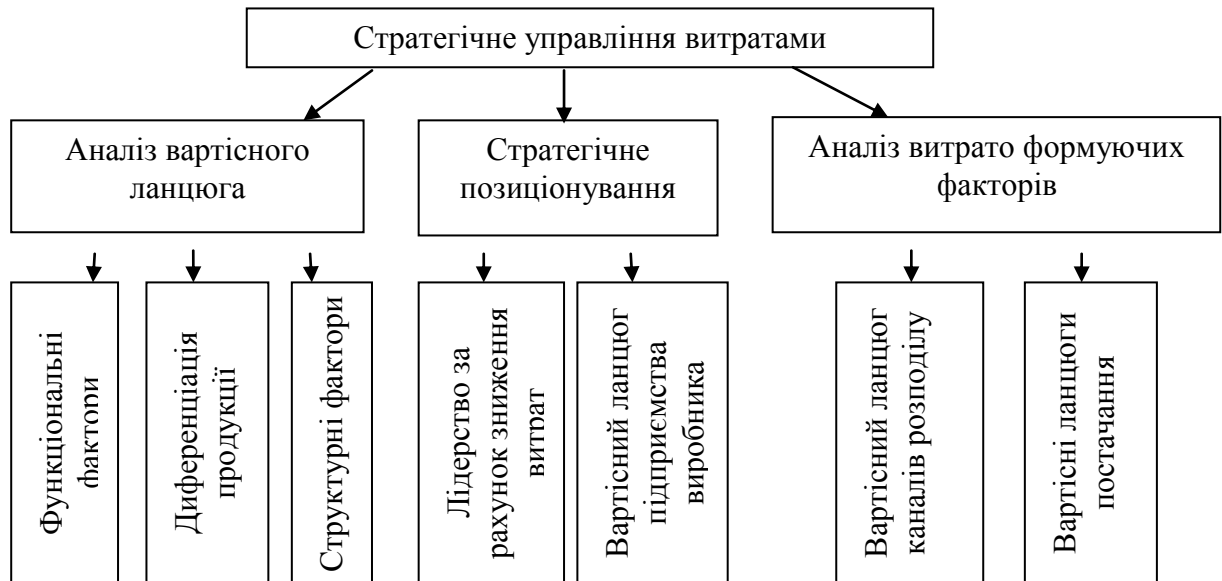 Стратегічне управління витратами
Аналіз вартісного
ланцюга
Стратегічне
позиціонування
Аналіз витрато формуючих
факторів
Функціональні
фактори
Диференціація
продукції
Структурні фактори
Лідерство за
рахунок зниження
витрат
Вартісний ланцюг
підприємства
виробника
Вартісний ланцюг
каналів розподілу
Вартісні ланцюги
постачання